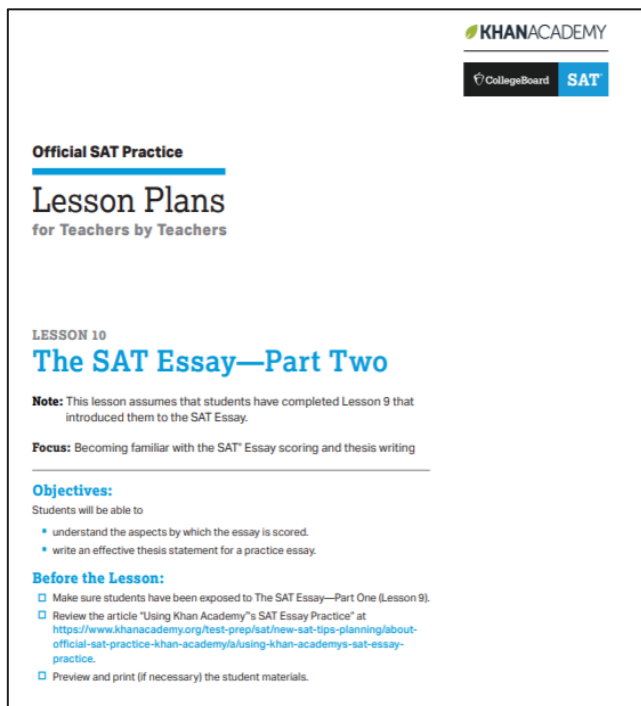 KHANACADEMY
CollegeBoard SAT
Official SAT Practice
Lesson Plans
for Teachers by Teachers
LESSON 10
The SAT Essay—Part Two
Note: This lesson assumes that students have completed Lesson 9 that
introduced them to the SAT Essay.
Focus: Becoming familiar with the SAT® Essay scoring and thesis writing
Objectives:
Students will be able to
▪ understand the aspects by which the essay is scored.
▪ write an effective thesis statement for a practice essay.
Before the Lesson:
☐ Make sure students have been exposed to The SAT Essay—Part One (Lesson 9).
☐ Review the article “Using Khan Academy"s SAT Essay Practice” at
https://www.khanacademy.org/test-prep/sat/new-sat-tips-planning/about-
official-sat-practice-khan-academy/a/using-khan-academys-sat-essay-
practice.
☐ Preview and print (if necessary) the student materials.